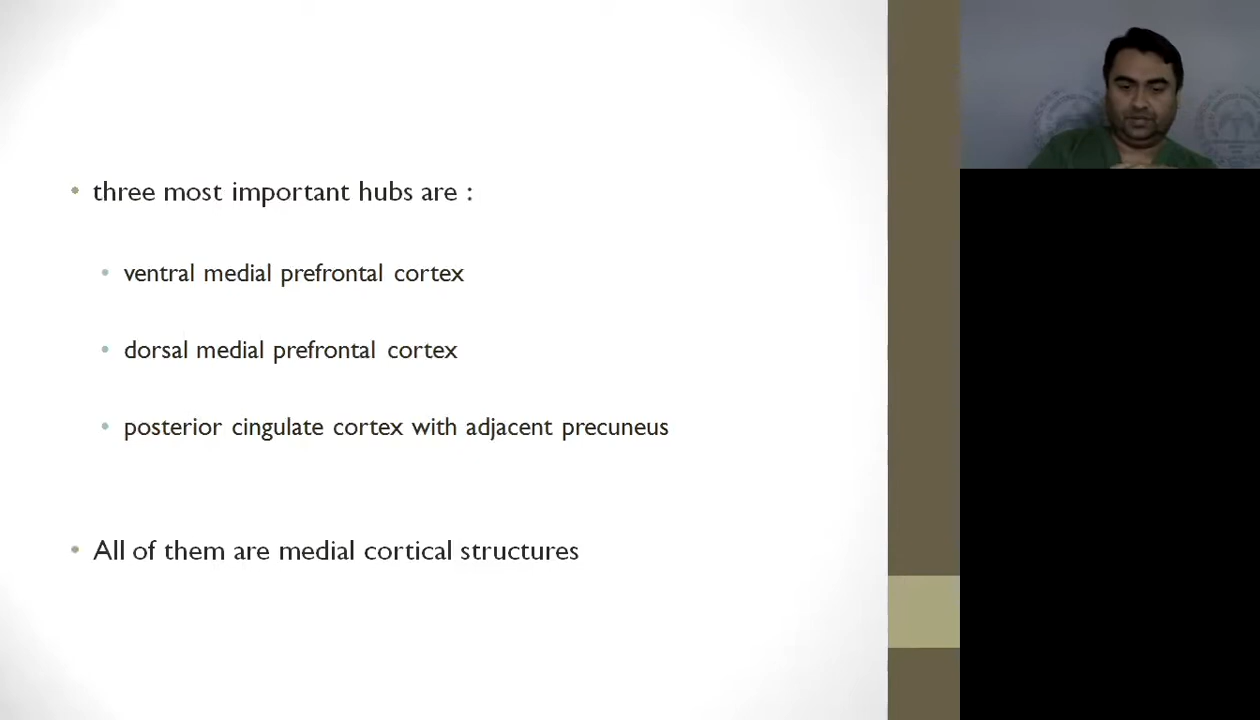 three most important hubs are :
ventral medial prefrontal cortex
dorsal medial prefrontal cortex
posterior cingulate cortex with adjacent precuneus
All of them are medial cortical structures